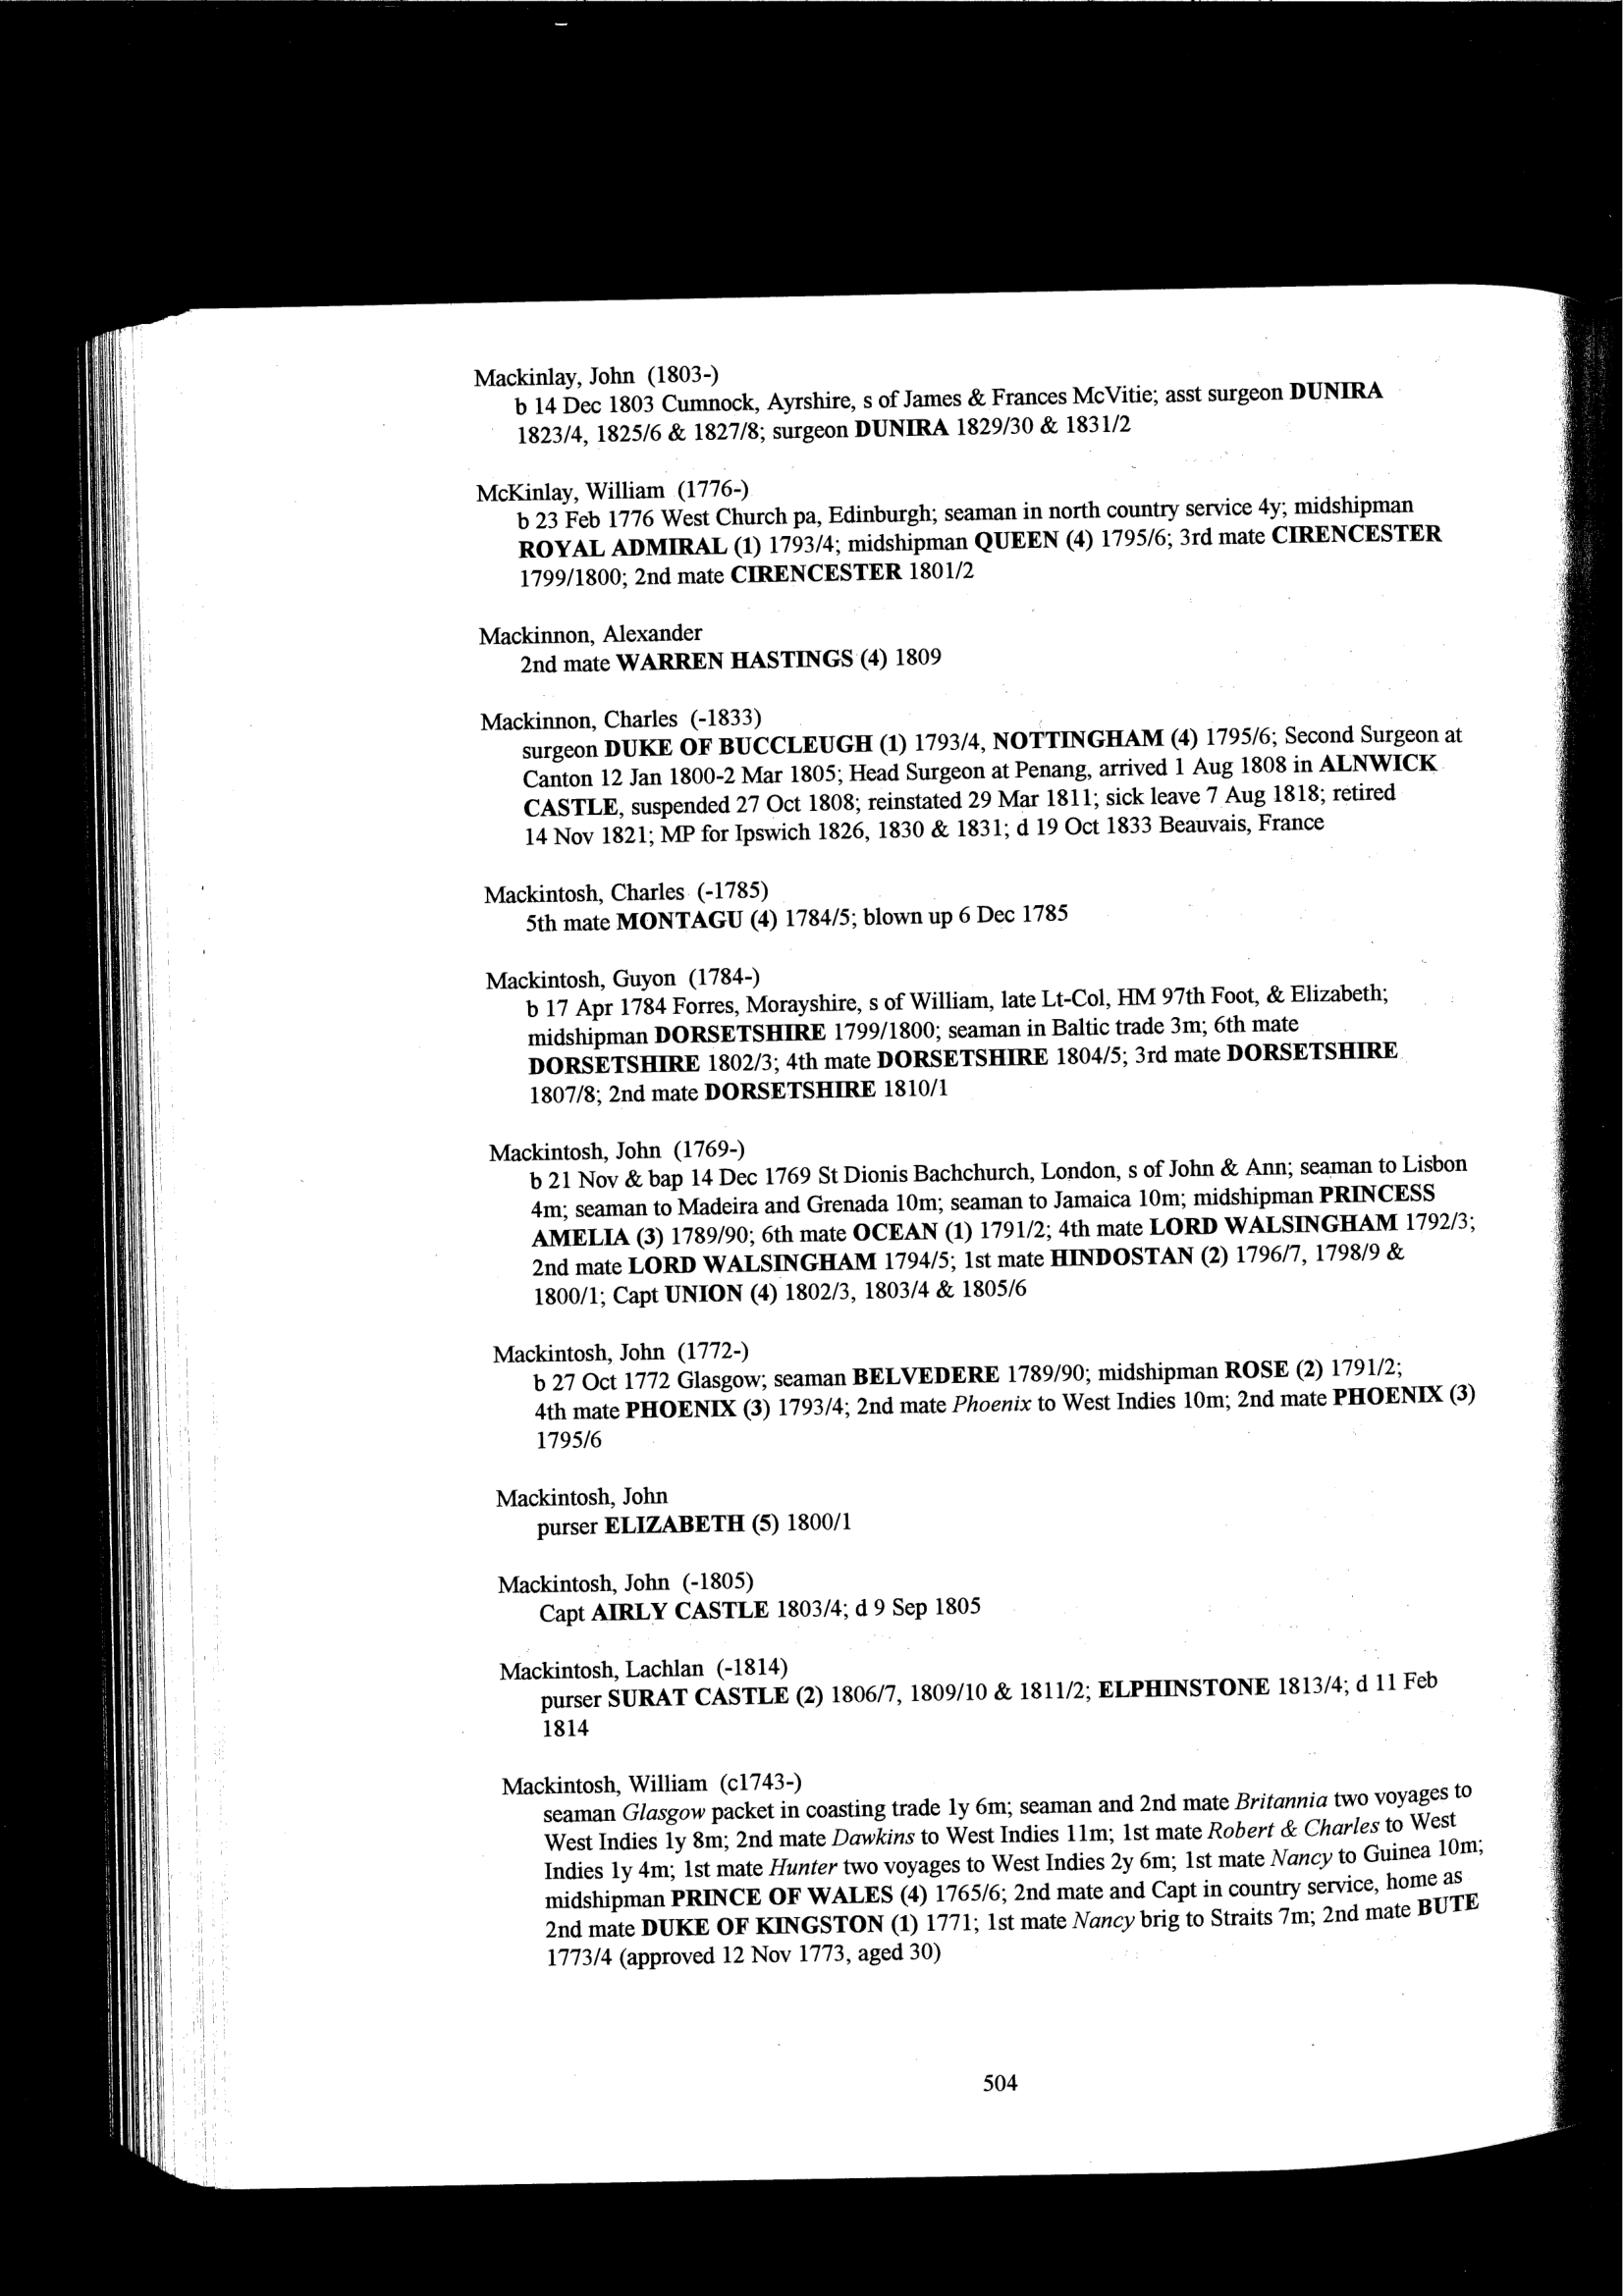 Mackinlay, John (1803-)
b 14 Dec 1803 Cumnock, Ayrshire, s of James & Frances McVitie; asst surgeon DUNIRA
1823/4, 1825/6 & 1827/8; surgeon DUNIRA 1829/30 & 1831/2
McKinlay, William (1776-)
b 23 Feb 1776 West Church pa, Edinburgh; seaman in north country service 4y; midshipman
ROYAL ADMIRAL (1) 1793/4; midshipman QUEEN (4) 1795/6; 3rd mate CIRENCESTER
1799/1800; 2nd mate CIRENCESTER 1801/2
Mackinnon, Alexander
2nd mate WARREN HASTINGS (4) 1809
Mackinnon, Charles (-1833)
surgeon DUKE OF BUCCLEUGH (1) 1793/4, NOTTINGHAM (4) 1795/6; Second Surgeon at
Canton 12 Jan 1800-2 Mar 1805; Head Surgeon at Penang, arrived 1 Aug 1808 in ALNWICK
CASTLE, suspended 27 Oct 1808; reinstated 29 Mar 1811; sick leave 7 Aug 1818; retired
14 Nov 1821; MP for Ipswich 1826, 1830 & 1831; d 19 Oct 1833 Beauvais, France
Mackintosh, Charles (-1785)
5th mate MONTAGU (4) 1784/5; blown up 6 Dec 1785
Mackintosh, Guyon (1784-)
b 17 Apr 1784 Forres, Morayshire, s of William, late Lt-Col, HM 97th Foot, & Elizabeth;
midshipman DORSETSHIRE 1799/1800; seaman in Baltic trade 3m; 6th mate
DORSETSHIRE 1802/3; 4th mate DORSETSHIRE 1804/5; 3rd mate DORSETSHIRE
1807/8; 2nd mate DORSETSHIRE 1810/1
Mackintosh, John (1769-)
b 21 Nov & bap 14 Dec 1769 St Dionis Bachchurch, London, s of John & Ann; seaman to Lisbon
4m; seaman to Madeira and Grenada 10m; seaman to Jamaica 10m; midshipman PRINCESS
AMELIA (3) 1789/90; 6th mate OCEAN (1) 1791/2; 4th mate LORD WALSINGHAM 1792/3;
2nd mate LORD WALSINGHAM 1794/5; 1st mate HINDOSTAN (2) 1796/7, 1798/9 &
1800/1; Capt UNION (4) 1802/3, 1803/4 & 1805/6
Mackintosh, John (1772-)
b 27 Oct 1772 Glasgow; seaman BELVEDERE 1789/90; midshipman ROSE (2) 1791/2;
4th mate PHOENIX (3) 1793/4; 2nd mate Phoenix to West Indies 10m; 2nd mate PHOENIX (3)
1795/6
Mackintosh, John
purser ELIZABETH (5) 1800/1
Mackintosh, John (-1805)
Capt AIRLY CASTLE 1803/4; d 9 Sep 1805
Mackintosh, Lachlan (-1814)
purser SURAT CASTLE (2) 1806/7, 1809/10 & 1811/2; ELPHINSTONE 1813/4; d 11 Feb
1814
Mackintosh, William (c1743-)
seaman Glasgow packet in coasting trade 1y 6m; seaman and 2nd mate Britannia two voyages to
West Indies 1y 8m; 2nd mate Dawkins to West Indies 11m; 1st mate Robert & Charles to West
Indies 1y 4m; 1st mate Hunter two voyages to West Indies 2y 6m; 1st mate Nancy to Guinea 10m;
midshipman PRINCE OF WALES (4) 1765/6; 2nd mate and Capt in country service, home as
2nd mate DUKE OF KINGSTON (1) 1771; 1st mate Nancy brig to Straits 7m; 2nd mate BUTE
1773/4 (approved 12 Nov 1773, aged 30)
504